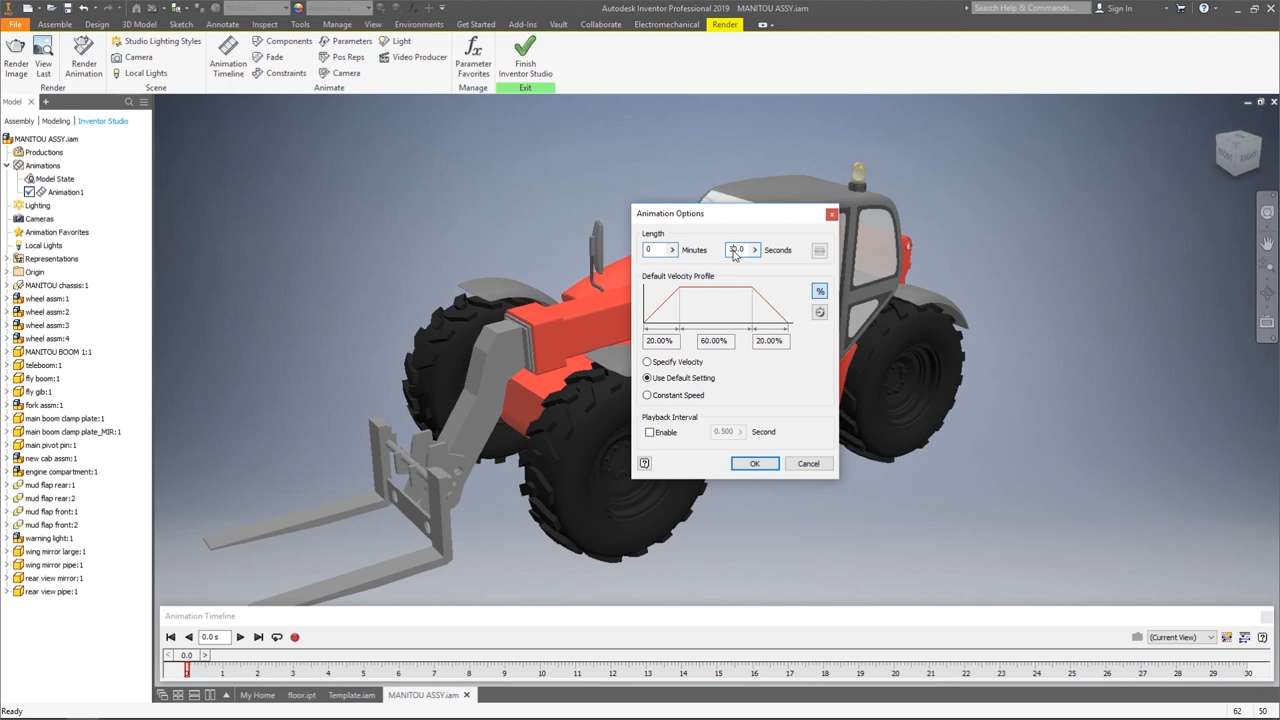 Autodesk Inventor Professional 2019 MANITOU ASSY.iam
Search Help & Commands...
Sign In
File Assembly Design 3D Model Sketch Annotate Inspect Tools Manage View Environments Get Started Add-Ins Vault Collaborate Electromechanical Render
Render Image
View Last
Render Animation
Studio Lighting Styles
Camera
Local Lights
Animation Timeline
Components
Fade
Constraints
Parameters
Pos Reps
Camera
Light
Video Producer
Parameter Favorites
Finish Inventor Studio
Render Scene Animate Manage Exit
Model
Assembly Modeling Inventor Studio
MANITOU ASSY.iam
Productions
Animations
Model State
Animation1
Lighting
Cameras
Animation Favorites
Local Lights
Representations
Origin
MANITOU chassis:1
wheel assm:1
wheel assm:2
wheel assm:3
wheel assm:4
MANITOU BOOM 1:1
teleboom:1
fly boom:1
fly gib:1
fork assm:1
main boom clamp plate:1
main boom clamp plate_MIR:1
main pivot pin:1
new cab assm:1
engine compartment:1
mud flap rear:1
mud flap rear:2
mud flap front:1
mud flap front:2
warning light:1
wing mirror large:1
wing mirror pipe:1
rear view mirror:1
rear view pipe:1
FRONT RIGHT
Animation Options
Length
0 Minutes Seconds
Default Velocity Profile
%
20.00% 60.00% 20.00%
Specify Velocity
Use Default Setting
Constant Speed
Playback Interval
Enable 0.500 Second
OK Cancel
Animation Timeline
0.0 s (Current View)
0.0
1 2 3 4 5 6 7 8 9 10 11 12 13 14 15 16 17 18 19 20 21 22 23 24 25 26 27 28 29 30
My Home floor.ipt Template.iam MANITOU ASSY.iam
Ready 62 50